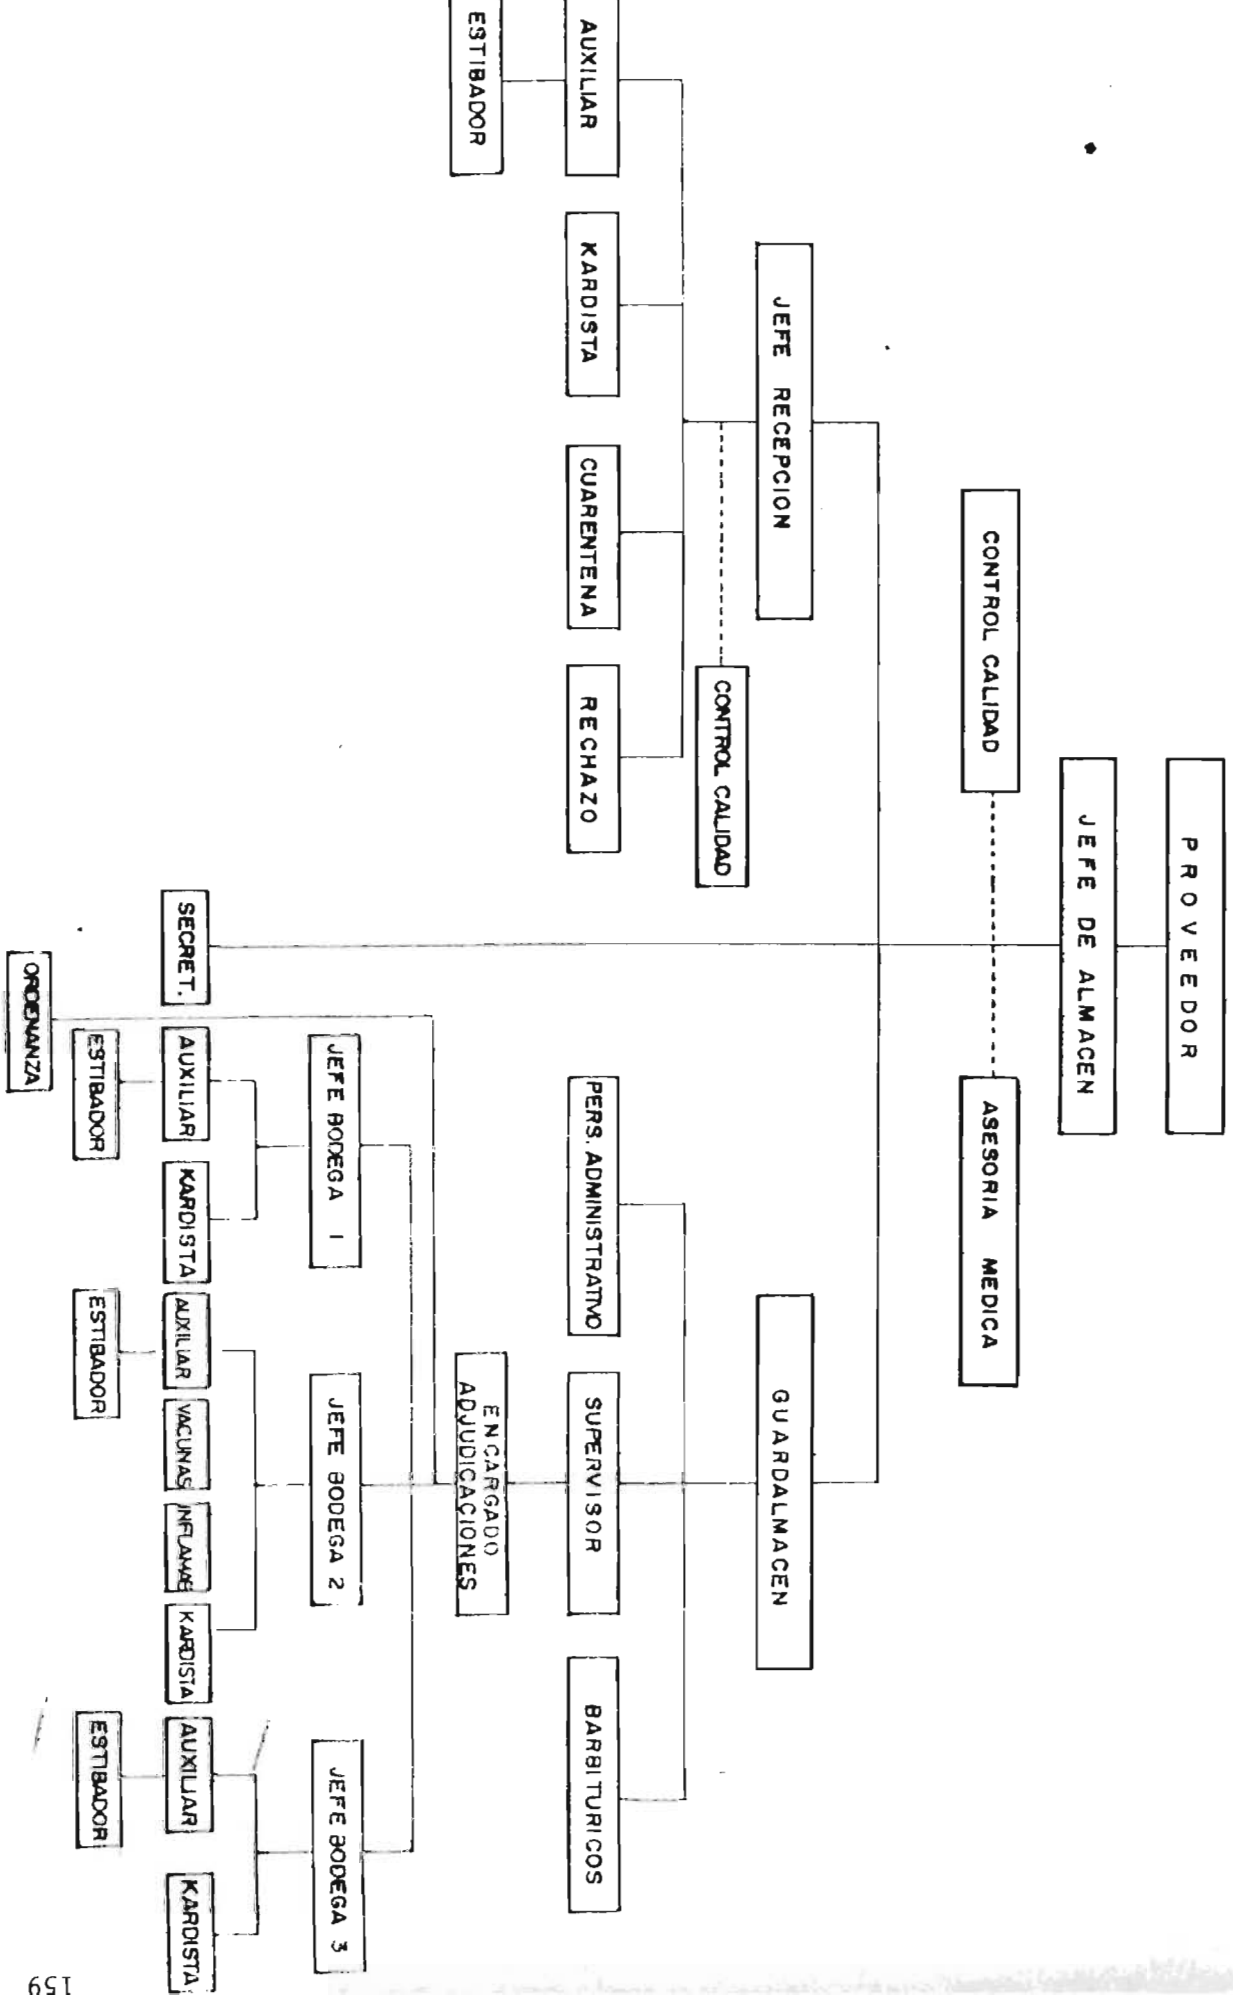 PROVEEDOR
JEFE DE ALMACEN
CONTROL CALIDAD
ASESORIA MEDICA
JEFE RECEPCION
GUARDALMACEN
CONTROL CALIDAD
AUXILIAR
KARDISTA
CUARENTENA
RECHAZO
PERS. ADMINISTRATIVO
SUPERVISOR
BARBITURICOS
ESTIBADOR
ENCARGADO
ADJUDICACIONES
JEFE BODEGA 1
JEFE BODEGA 2
JEFE BODEGA 3
SECRET.
AUXILIAR
KARDISTA
AUXILIAR
VACUNAS
INFLAMAB
KARDISTA
AUXILIAR
KARDISTA
ESTIBADOR
ESTIBADOR
ESTIBADOR
ORDENANZA
159